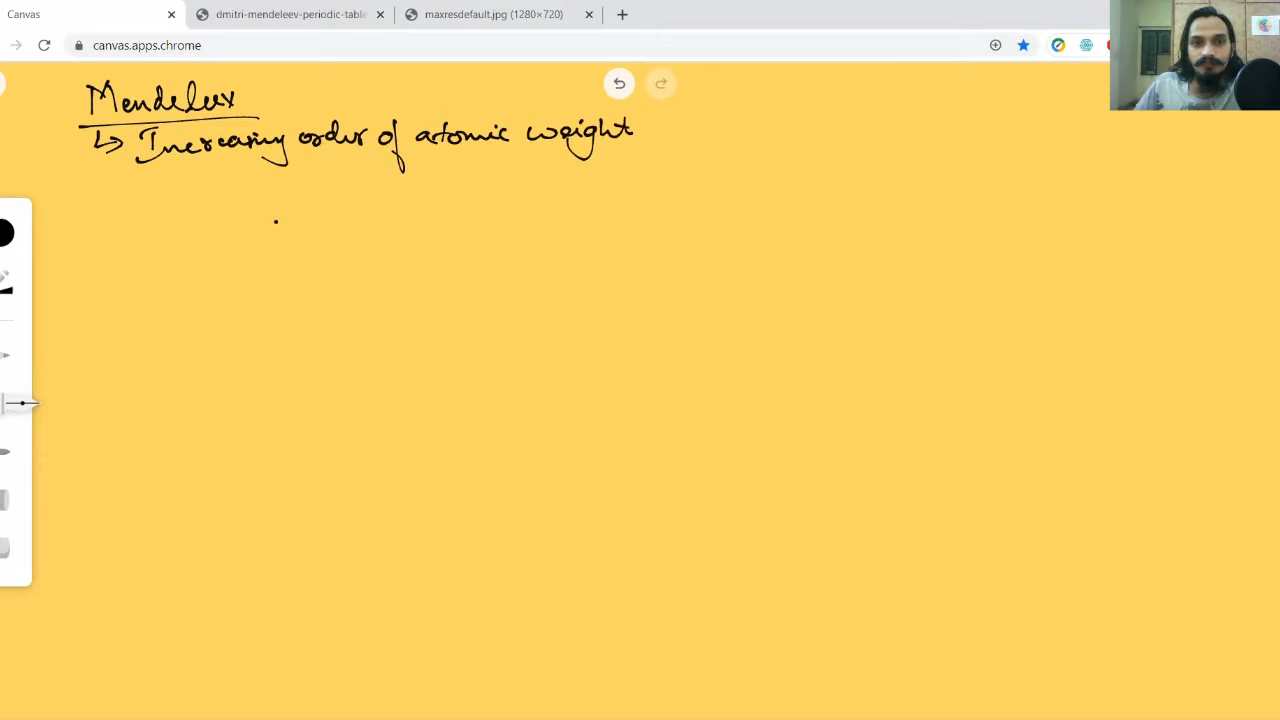 Canvas
dmitri-mendeleev-periodic-table
maxresdefault.jpg (1280×720)
canvas.apps.chrome
Mendeleev
Increasing order of atomic weight